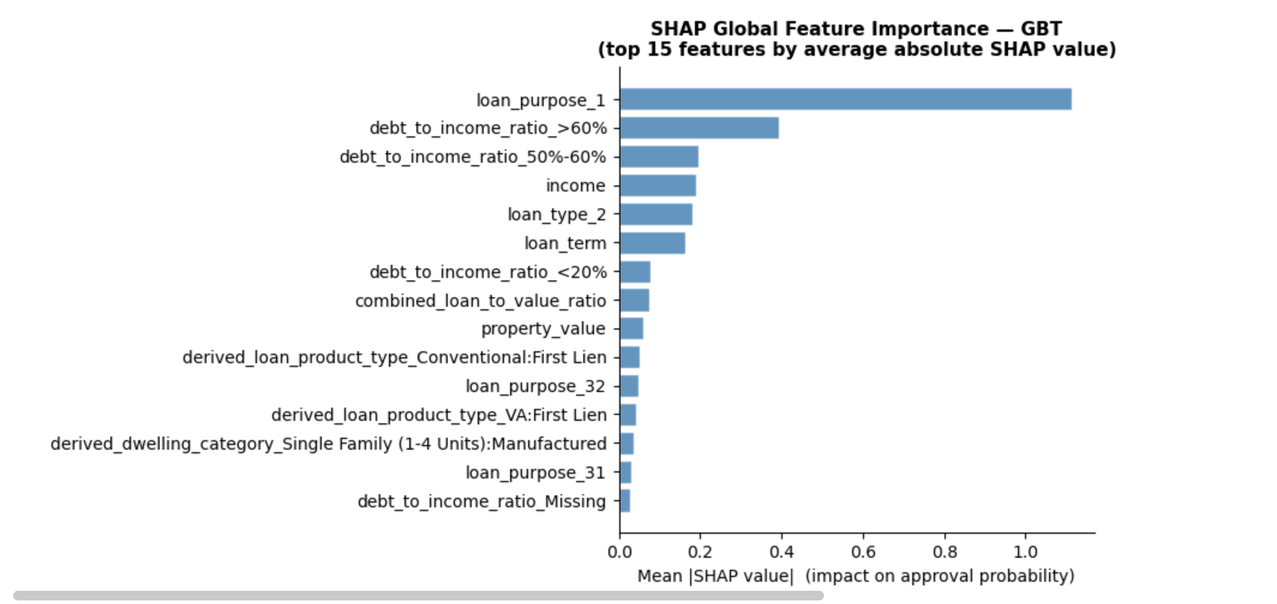 SHAP Global Feature Importance — GBT
(top 15 features by average absolute SHAP value)
loan_purpose_1
debt_to_income_ratio_>60%
debt_to_income_ratio_50%-60%
income
loan_type_2
loan_term
debt_to_income_ratio_<20%
combined_loan_to_value_ratio
property_value
derived_loan_product_type_Conventional:First Lien
loan_purpose_32
derived_loan_product_type_VA:First Lien
derived_dwelling_category_Single Family (1-4 Units):Manufactured
loan_purpose_31
debt_to_income_ratio_Missing
0.0 0.2 0.4 0.6 0.8 1.0
Mean |SHAP value|  (impact on approval probability)